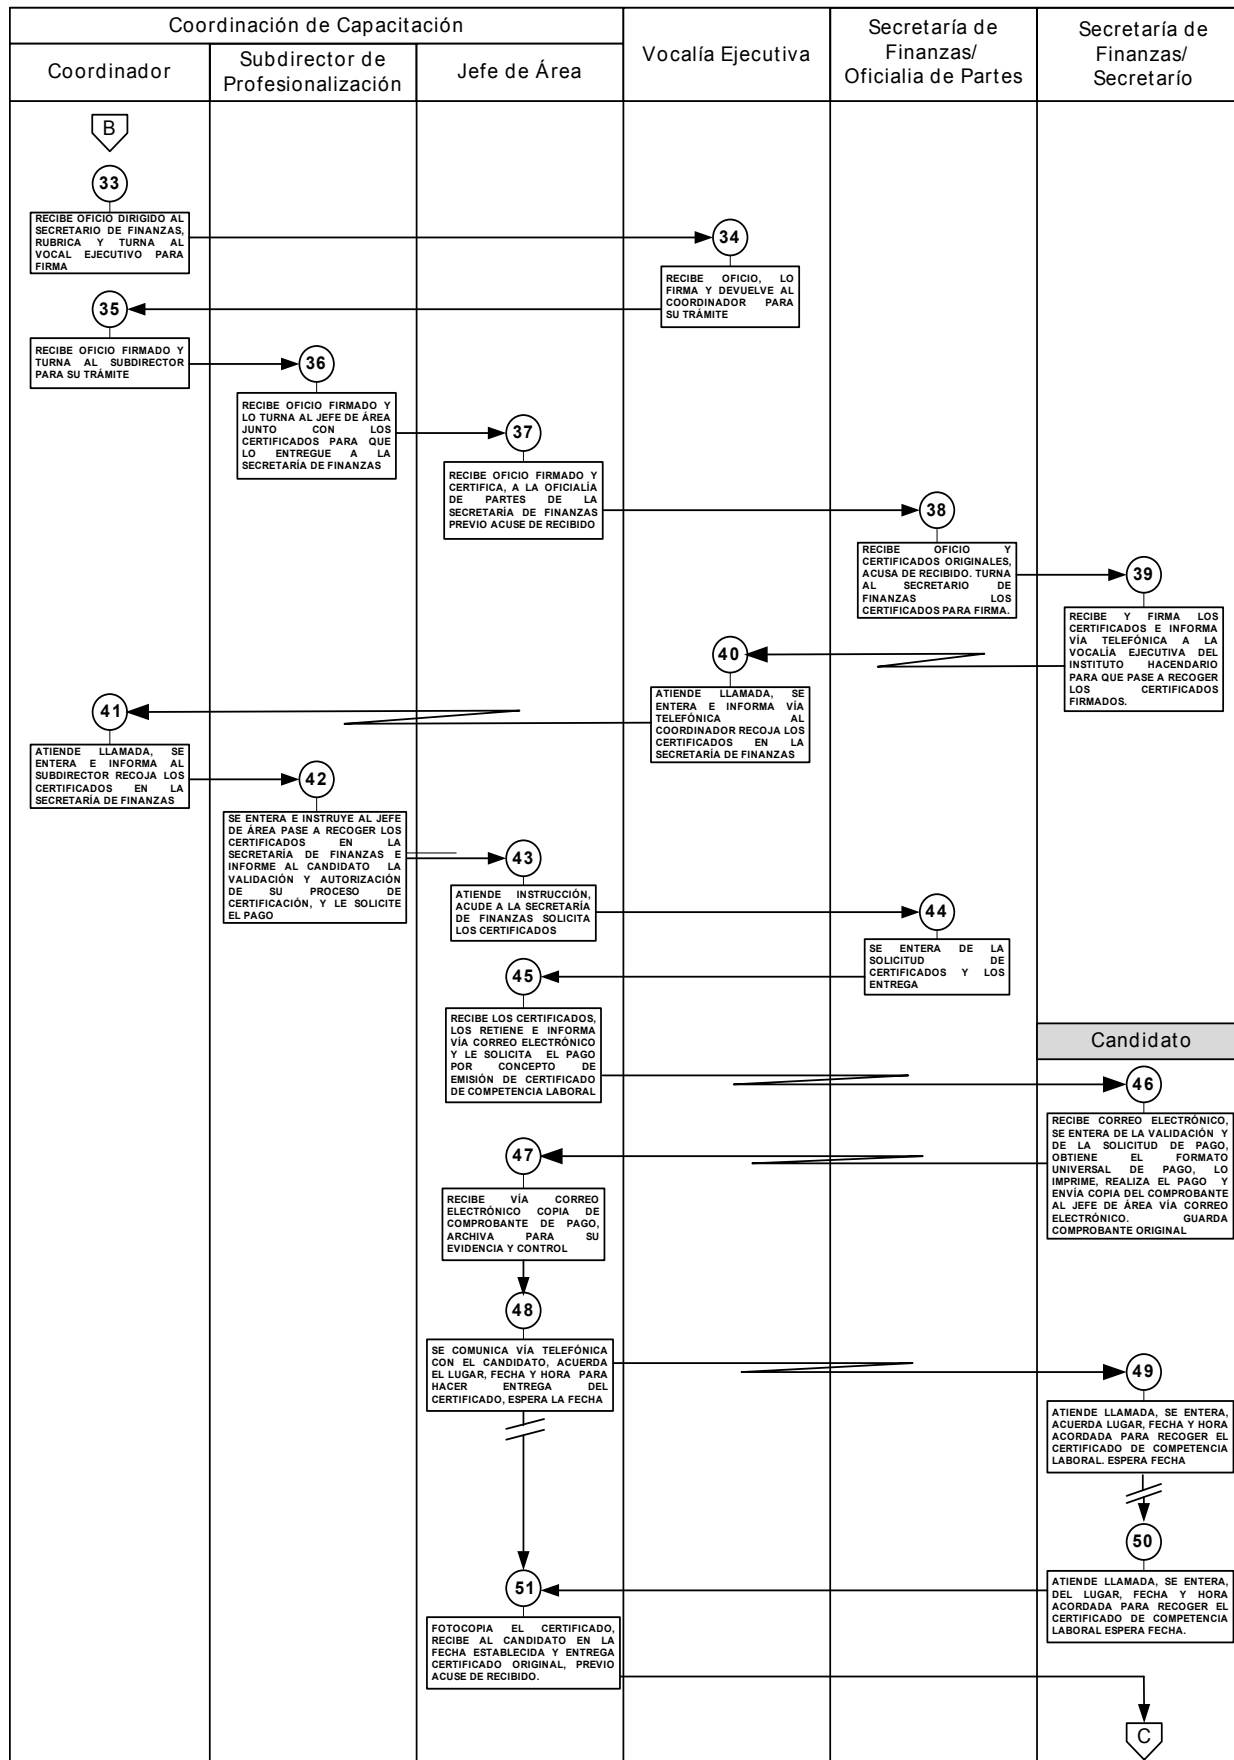 Coordinación de Capacitación
Coordinador
Subdirector de
Profesionalización
Jefe de Área
Vocalía Ejecutiva
Secretaría de
Finanzas/
Oficialia de Partes
Secretaría de
Finanzas/
Secretarío
B
33
RECIBE OFICIO DIRIGIDO AL
SECRETARIO DE FINANZAS,
RUBRICA Y TURNA AL
VOCAL EJECUTIVO PARA
FIRMA
34
RECIBE OFICIO, LO
FIRMA Y DEVUELVE AL
COORDINADOR PARA
SU TRÁMITE
35
RECIBE OFICIO FIRMADO Y
TURNA AL SUBDIRECTOR
PARA SU TRÁMITE
36
RECIBE OFICIO FIRMADO Y
LO TURNA AL JEFE DE ÁREA
JUNTO CON LOS
CERTIFICADOS PARA QUE
LO ENTREGUE A LA
SECRETARÍA DE FINANZAS
37
RECIBE OFICIO FIRMADO Y
CERTIFICA, A LA OFICIALÍA
DE PARTES DE LA
SECRETARÍA DE FINANZAS
PREVIO ACUSE DE RECIBIDO
38
RECIBE OFICIO Y
CERTIFICADOS ORIGINALES,
ACUSA DE RECIBIDO. TURNA
AL SECRETARIO DE
FINANZAS LOS
CERTIFICADOS PARA FIRMA.
39
RECIBE Y FIRMA LOS
CERTIFICADOS E INFORMA
VÍA TELEFÓNICA A LA
VOCALÍA EJECUTIVA DEL
INSTITUTO HACENDARIO
PARA QUE PASE A RECOGER
LOS CERTIFICADOS
FIRMADOS.
40
ATIENDE LLAMADA, SE
ENTERA E INFORMA VÍA
TELEFÓNICA AL
COORDINADOR RECOJA LOS
CERTIFICADOS EN LA
SECRETARÍA DE FINANZAS
41
ATIENDE LLAMADA, SE
ENTERA E INFORMA AL
SUBDIRECTOR RECOJA LOS
CERTIFICADOS EN LA
SECRETARÍA DE FINANZAS
42
SE ENTERA E INSTRUYE AL JEFE
DE ÁREA PASE A RECOGER LOS
CERTIFICADOS EN LA
SECRETARÍA DE FINANZAS E
INFORME AL CANDIDATO LA
VALIDACIÓN Y AUTORIZACIÓN
DE SU PROCESO DE
CERTIFICACIÓN, Y LE SOLICITE
EL PAGO
43
ATIENDE INSTRUCCIÓN,
ACUDE A LA SECRETARÍA
DE FINANZAS SOLICITA
LOS CERTIFICADOS
44
SE ENTERA DE LA
SOLICITUD DE
CERTIFICADOS Y LOS
ENTREGA
45
RECIBE LOS CERTIFICADOS,
LOS RETIENE E INFORMA
VÍA CORREO ELECTRÓNICO
Y LE SOLICITA EL PAGO
POR CONCEPTO DE
EMISIÓN DE CERTIFICADO
DE COMPETENCIA LABORAL
Candidato
46
RECIBE CORREO ELECTRÓNICO,
SE ENTERA DE LA VALIDACIÓN Y
DE LA SOLICITUD DE PAGO,
OBTIENE EL FORMATO
UNIVERSAL DE PAGO, LO
IMPRIME, REALIZA EL PAGO Y
ENVÍA COPIA DEL COMPROBANTE
AL JEFE DE ÁREA VÍA CORREO
ELECTRÓNICO. GUARDA
COMPROBANTE ORIGINAL
47
RECIBE VÍA CORREO
ELECTRÓNICO COPIA DE
COMPROBANTE DE PAGO,
ARCHIVA PARA SU
EVIDENCIA Y CONTROL
48
SE COMUNICA VÍA TELEFÓNICA
CON EL CANDIDATO, ACUERDA
EL LUGAR, FECHA Y HORA PARA
HACER ENTREGA DEL
CERTIFICADO, ESPERA LA FECHA
49
ATIENDE LLAMADA, SE ENTERA,
ACUERDA LUGAR, FECHA Y HORA
ACORDADA PARA RECOGER EL
CERTIFICADO DE COMPETENCIA
LABORAL. ESPERA FECHA
50
ATIENDE LLAMADA, SE ENTERA,
DEL LUGAR, FECHA Y HORA
ACORDADA PARA RECOGER EL
CERTIFICADO DE COMPETENCIA
LABORAL ESPERA FECHA.
51
FOTOCOPIA EL CERTIFICADO,
RECIBE AL CANDIDATO EN LA
FECHA ESTABLECIDA Y ENTREGA
CERTIFICADO ORIGINAL, PREVIO
ACUSE DE RECIBIDO.
C